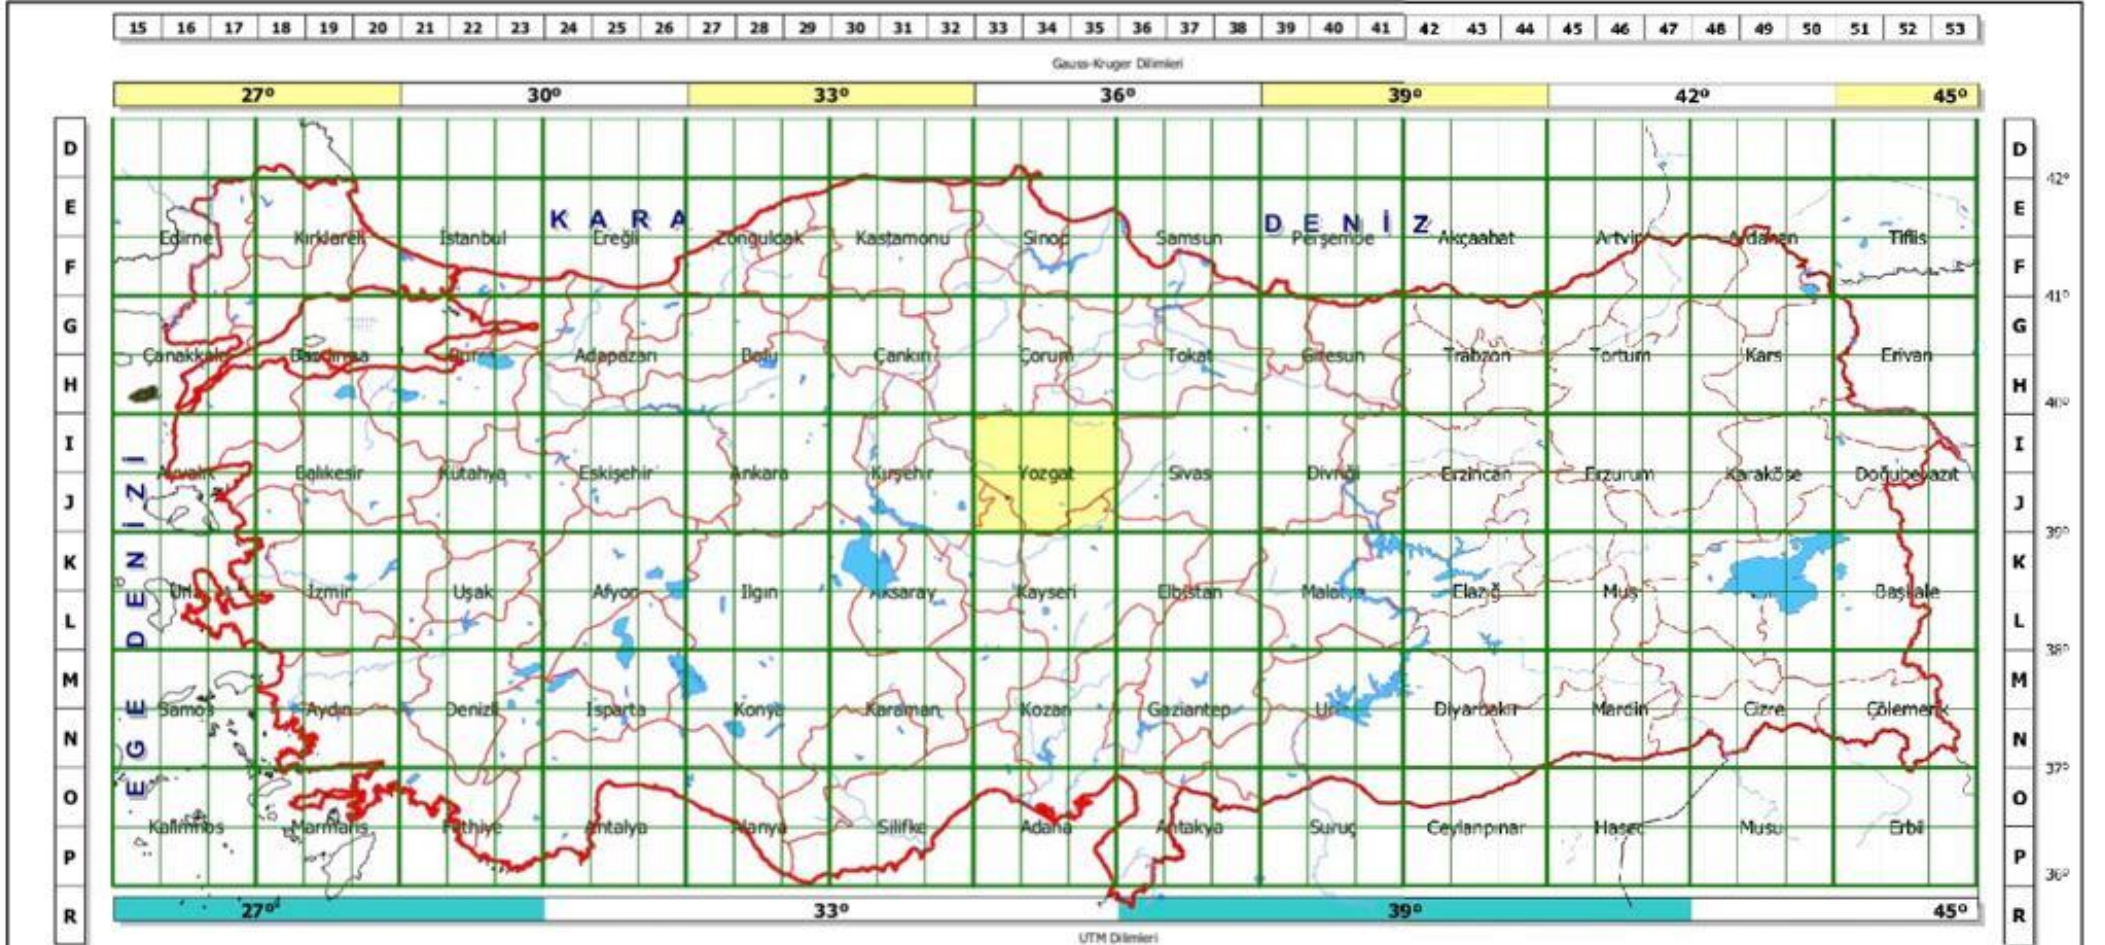 15 16 17 18 19 20 21 22 23 24 25 26 27 28 29 30 31 32 33 34 35 36 37 38 39 40 41 42 43 44 45 46 47 48 49 50 51 52 53
Gauss-Kruger Dilimleri
27° 30° 33° 36° 39° 42° 45°
D D
42°
E KARA DENİZ E
Edirne Kırklareli İstanbul Ereğli Zonguldak Kastamonu Sinop Samsun Perşembe Akçaabat Artvin Ardahan Tiflis
F F
41°
G G
Çanakkale Bandırma Bursa Adapazarı Bolu Çankırı Çorum Tokat Giresun Trabzon Tortum Kars Erivan
H H
40°
I I
Ayvalık Balıkesir Kütahya Eskişehir Ankara Kırşehir Yozgat Sivas Divriği Erzincan Erzurum Karaköse Doğubeyazıt
J J
39°
EGE DENİZİ
K K
İzmir Uşak Afyon Ilgın Aksaray Kayseri Elbistan Malatya Elazığ Muş Başkale
L L
38°
M M
Samos Aydın Denizli Isparta Konya Karaman Kozan Gaziantep Diyarbakır Mardin Cizre Çölemerik
N N
37°
O O
Kalimnos Marmaris Fethiye Antalya Alanya Silifke Adana Antakya Suruç Ceylanpınar Haseç Musul Erbil
P P
36°
R 27° 33° 39° 45° R
UTM Dilimleri